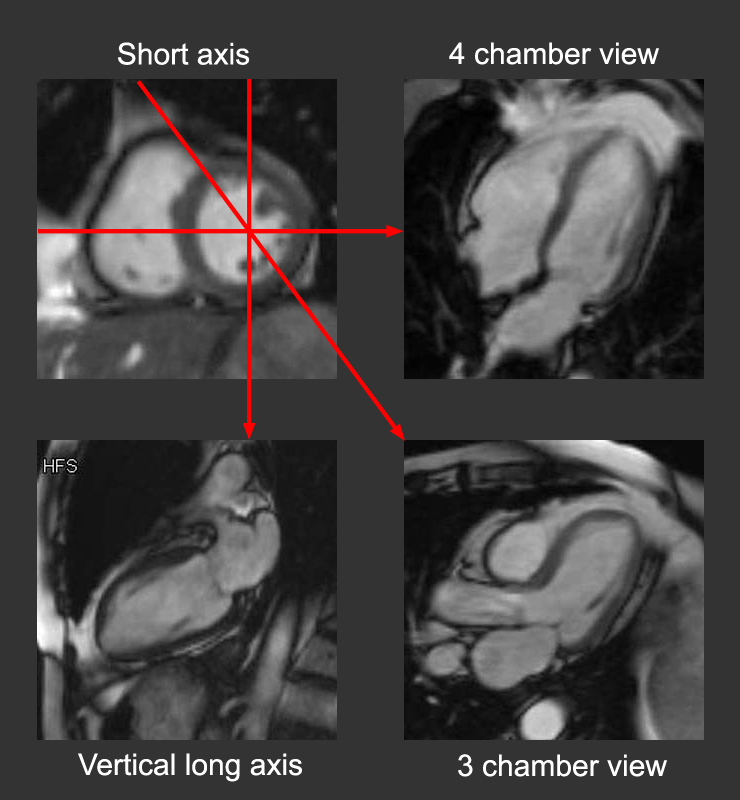 Short axis
4 chamber view
HFS
Vertical long axis
3 chamber view